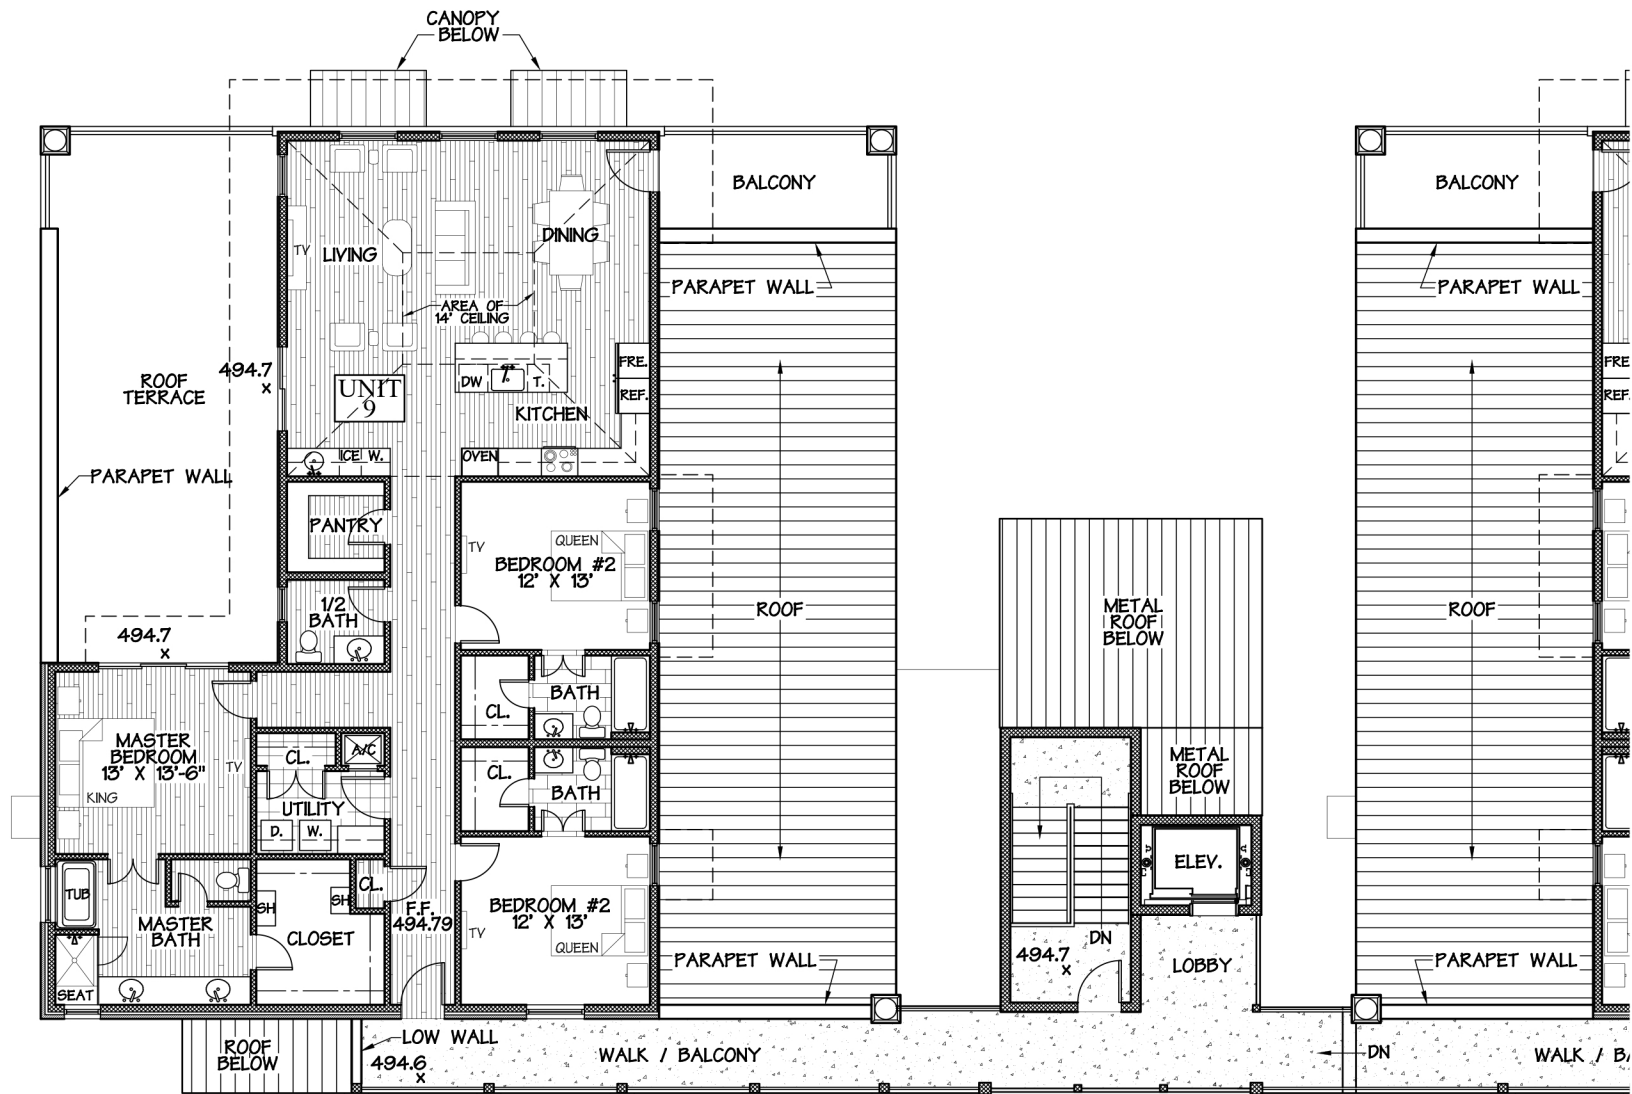 CANOPY
BELOW
BALCONY
BALCONY
TV
LIVING
DINING
PARAPET WALL
PARAPET WALL
AREA OF
14' CEILING
494.7
x
ROOF
TERRACE
UNIT
9
DW
T.
FRE.
REF.
FRE
REF.
KITCHEN
ICE W.
OVEN
PARAPET WALL
PANTRY
TV
QUEEN
BEDROOM #2
12' X 13'
1/2
BATH
ROOF
METAL
ROOF
BELOW
ROOF
494.7
x
BATH
CL.
MASTER
BEDROOM
13' X 13'-6"
TV
KING
CL.
A/C
CL.
BATH
METAL
ROOF
BELOW
UTILITY
D.
W.
ELEV.
TUB
CL.
SH
SH
F.F.
494.79
BEDROOM #2
12' X 13'
QUEEN
TV
MASTER
BATH
CLOSET
DN
494.7
x
LOBBY
PARAPET WALL
PARAPET WALL
SEAT
LOW WALL
ROOF
BELOW
494.6
x
WALK / BALCONY
DN
WALK / BA